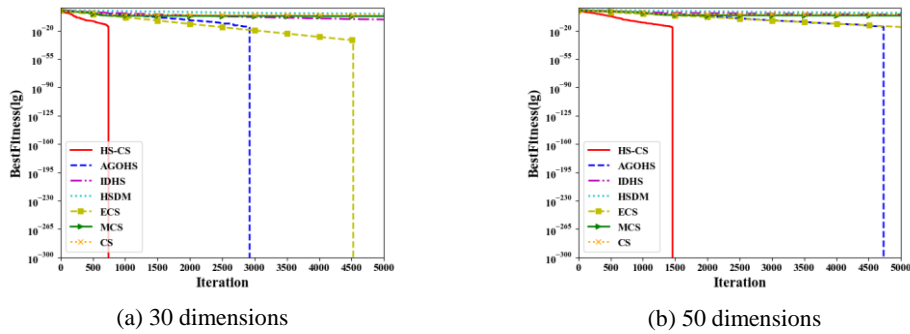 10⁻²⁰
10⁻⁵⁵
10⁻⁹⁰
10⁻¹²⁵
10⁻¹⁶⁰
10⁻¹⁹⁵
10⁻²³⁰
10⁻²⁶⁵
10⁻³⁰⁰
BestFitness(lg)
HS-CS
AGOHS
IDHS
HSDM
ECS
MCS
CS
0 500 1000 1500 2000 2500 3000 3500 4000 4500 5000
Iteration
(a) 30 dimensions
10⁻²⁰
10⁻⁵⁵
10⁻⁹⁰
10⁻¹²⁵
10⁻¹⁶⁰
10⁻¹⁹⁵
10⁻²³⁰
10⁻²⁶⁵
10⁻³⁰⁰
BestFitness(lg)
HS-CS
AGOHS
IDHS
HSDM
ECS
MCS
CS
0 500 1000 1500 2000 2500 3000 3500 4000 4500 5000
Iteration
(b) 50 dimensions